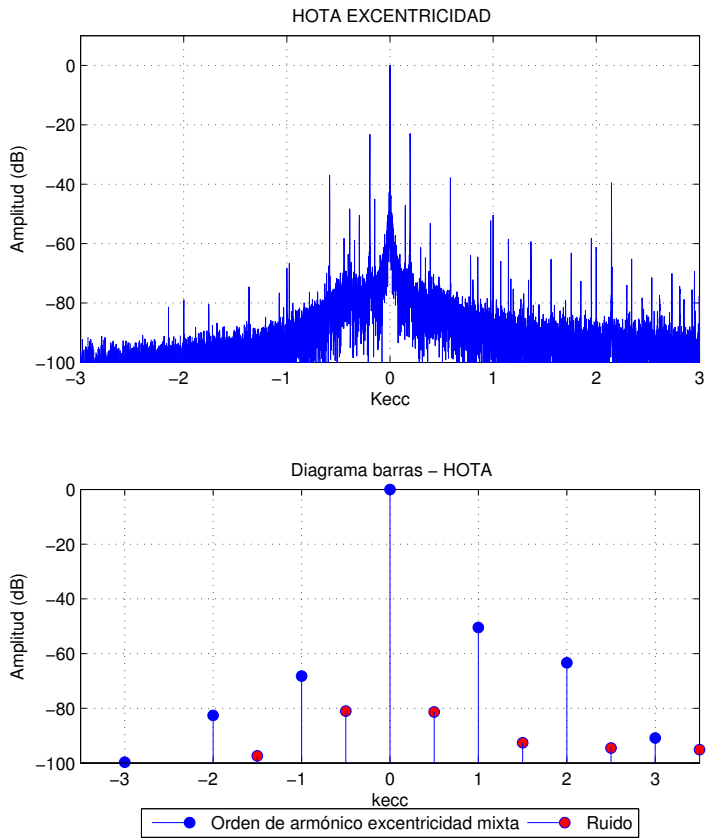 HOTA EXCENTRICIDAD
Amplitud (dB)
0
−20
−40
−60
−80
−100
−3 −2 −1 0 1 2 3
Kecc
Diagrama barras − HOTA
Amplitud (dB)
0
−20
−40
−60
−80
−100
−3 −2 −1 0 1 2 3
kecc
Orden de armónico excentricidad mixta Ruido